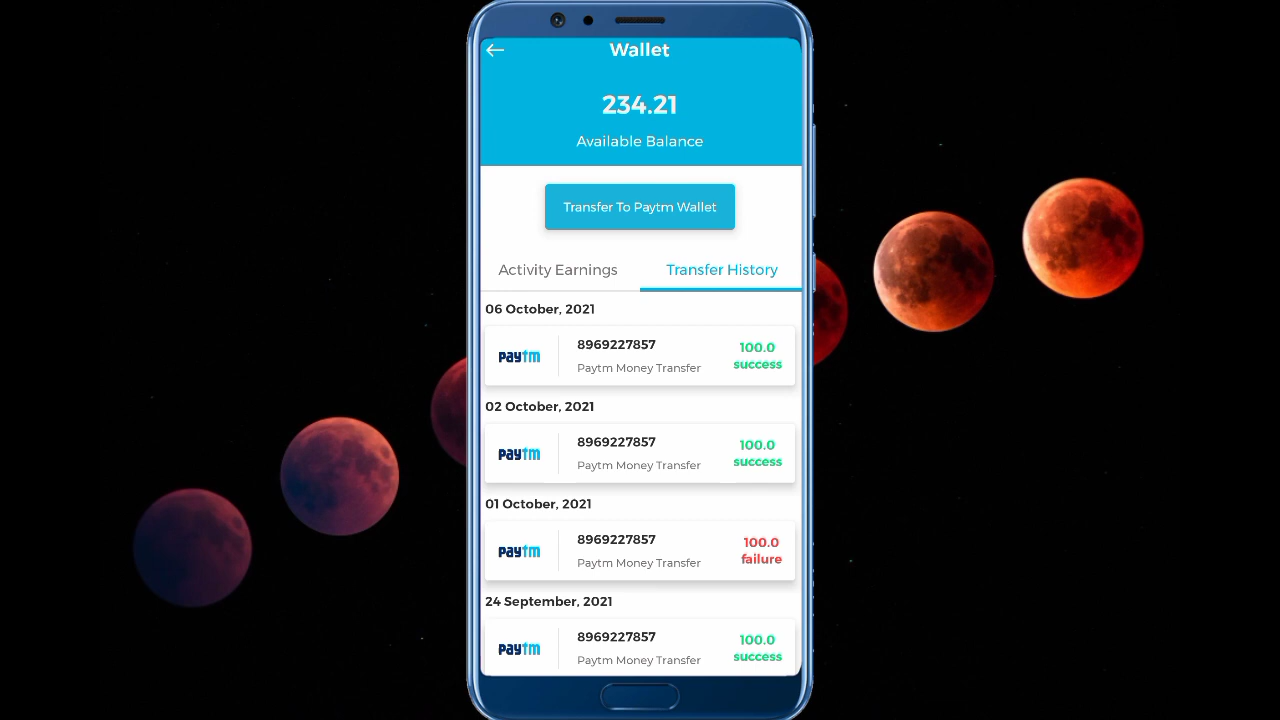 Wallet
234.21
Available Balance
Transfer To Paytm Wallet
Activity Earnings
Transfer History
06 October, 2021
paytm
8969227857
Paytm Money Transfer
100.0
success
02 October, 2021
paytm
8969227857
Paytm Money Transfer
100.0
success
01 October, 2021
paytm
8969227857
Paytm Money Transfer
100.0
failure
24 September, 2021
paytm
8969227857
Paytm Money Transfer
100.0
success